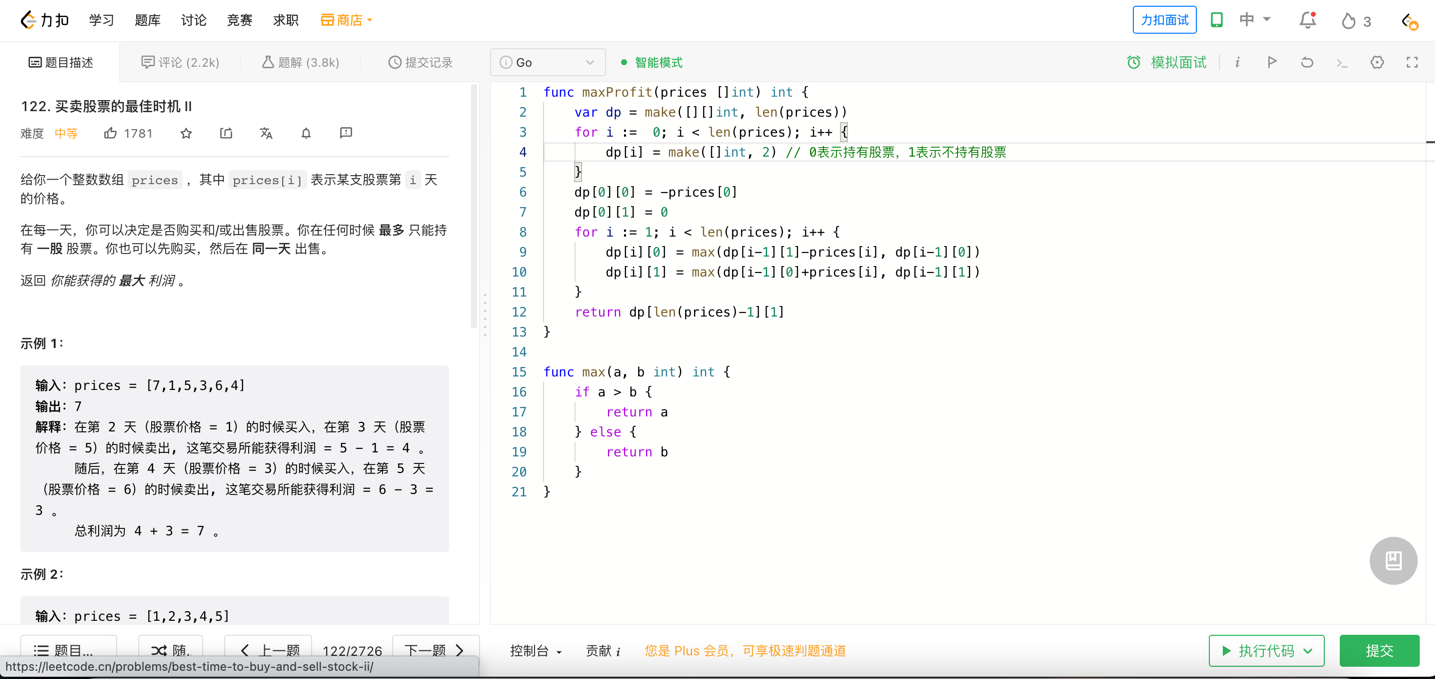 力扣 学习 题库 讨论 竞赛 求职 商店 力扣面试 中 3
题目描述 评论 (2.2k) 题解 (3.8k) 提交记录 i Go 智能模式 模拟面试 i
122. 买卖股票的最佳时机 II
难度 中等 1781
给你一个整数数组 prices ，其中 prices[i] 表示某支股票第 i 天
的价格。
在每一天，你可以决定是否购买和/或出售股票。你在任何时候 最多 只能持
有 一股 股票。你也可以先购买，然后在 同一天 出售。
返回 你能获得的 最大 利润 。
示例 1：
输入：prices = [7,1,5,3,6,4]
输出：7
解释：在第 2 天（股票价格 = 1）的时候买入，在第 3 天（股票
价格 = 5）的时候卖出, 这笔交易所能获得利润 = 5 - 1 = 4 。
随后，在第 4 天（股票价格 = 3）的时候买入，在第 5 天
（股票价格 = 6）的时候卖出, 这笔交易所能获得利润 = 6 - 3 =
3 。
总利润为 4 + 3 = 7 。
示例 2：
输入：prices = [1,2,3,4,5]
题目... 随. 上一题 122/2726 下一题
https://leetcode.cn/problems/best-time-to-buy-and-sell-stock-ii/
1 func maxProfit(prices []int) int {
2 var dp = make([][]int, len(prices))
3 for i :=  0; i < len(prices); i++ {
4 dp[i] = make([]int, 2) // 0表示持有股票，1表示不持有股票
5 }
6 dp[0][0] = -prices[0]
7 dp[0][1] = 0
8 for i := 1; i < len(prices); i++ {
9 dp[i][0] = max(dp[i-1][1]-prices[i], dp[i-1][0])
10 dp[i][1] = max(dp[i-1][0]+prices[i], dp[i-1][1])
11 }
12 return dp[len(prices)-1][1]
13 }
14
15 func max(a, b int) int {
16 if a > b {
17 return a
18 } else {
19 return b
20 }
21 }
控制台 贡献 i 您是 Plus 会员，可享极速判题通道 执行代码 提交